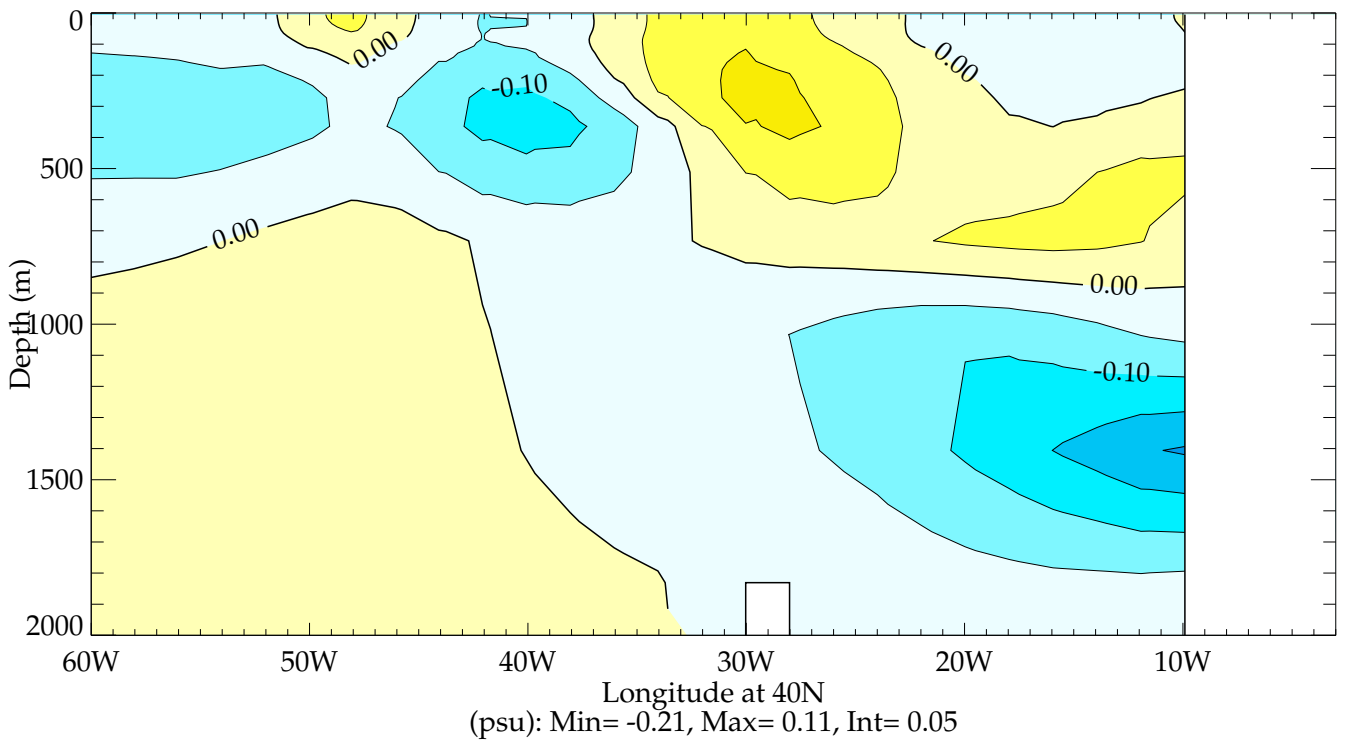 0
500
1000
1500
2000
Depth (m)
0.00
-0.10
0.00
0.00
0.00
-0.10
60W 50W 40W 30W 20W 10W
Longitude at 40N
(psu): Min= -0.21, Max= 0.11, Int= 0.05